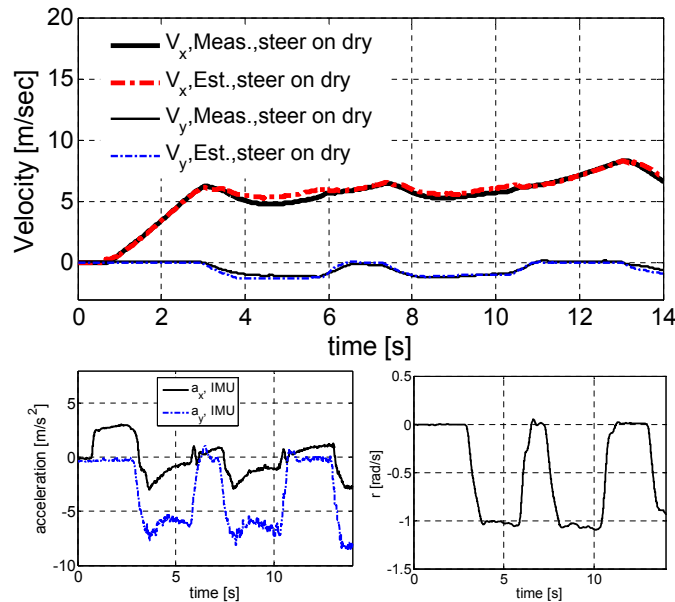 20
15
10
5
0
Velocity [m/sec]
V_x,Meas.,steer on dry
V_x,Est.,steer on dry
V_y,Meas.,steer on dry
V_y,Est.,steer on dry
0 2 4 6 8 10 12 14
time [s]
5
0
-5
-10
acceleration [m/s^2]
a_x, IMU
a_y, IMU
0 5 10
time [s]
0.5
0
-0.5
-1
-1.5
r [rad/s]
0 5 10
time [s]